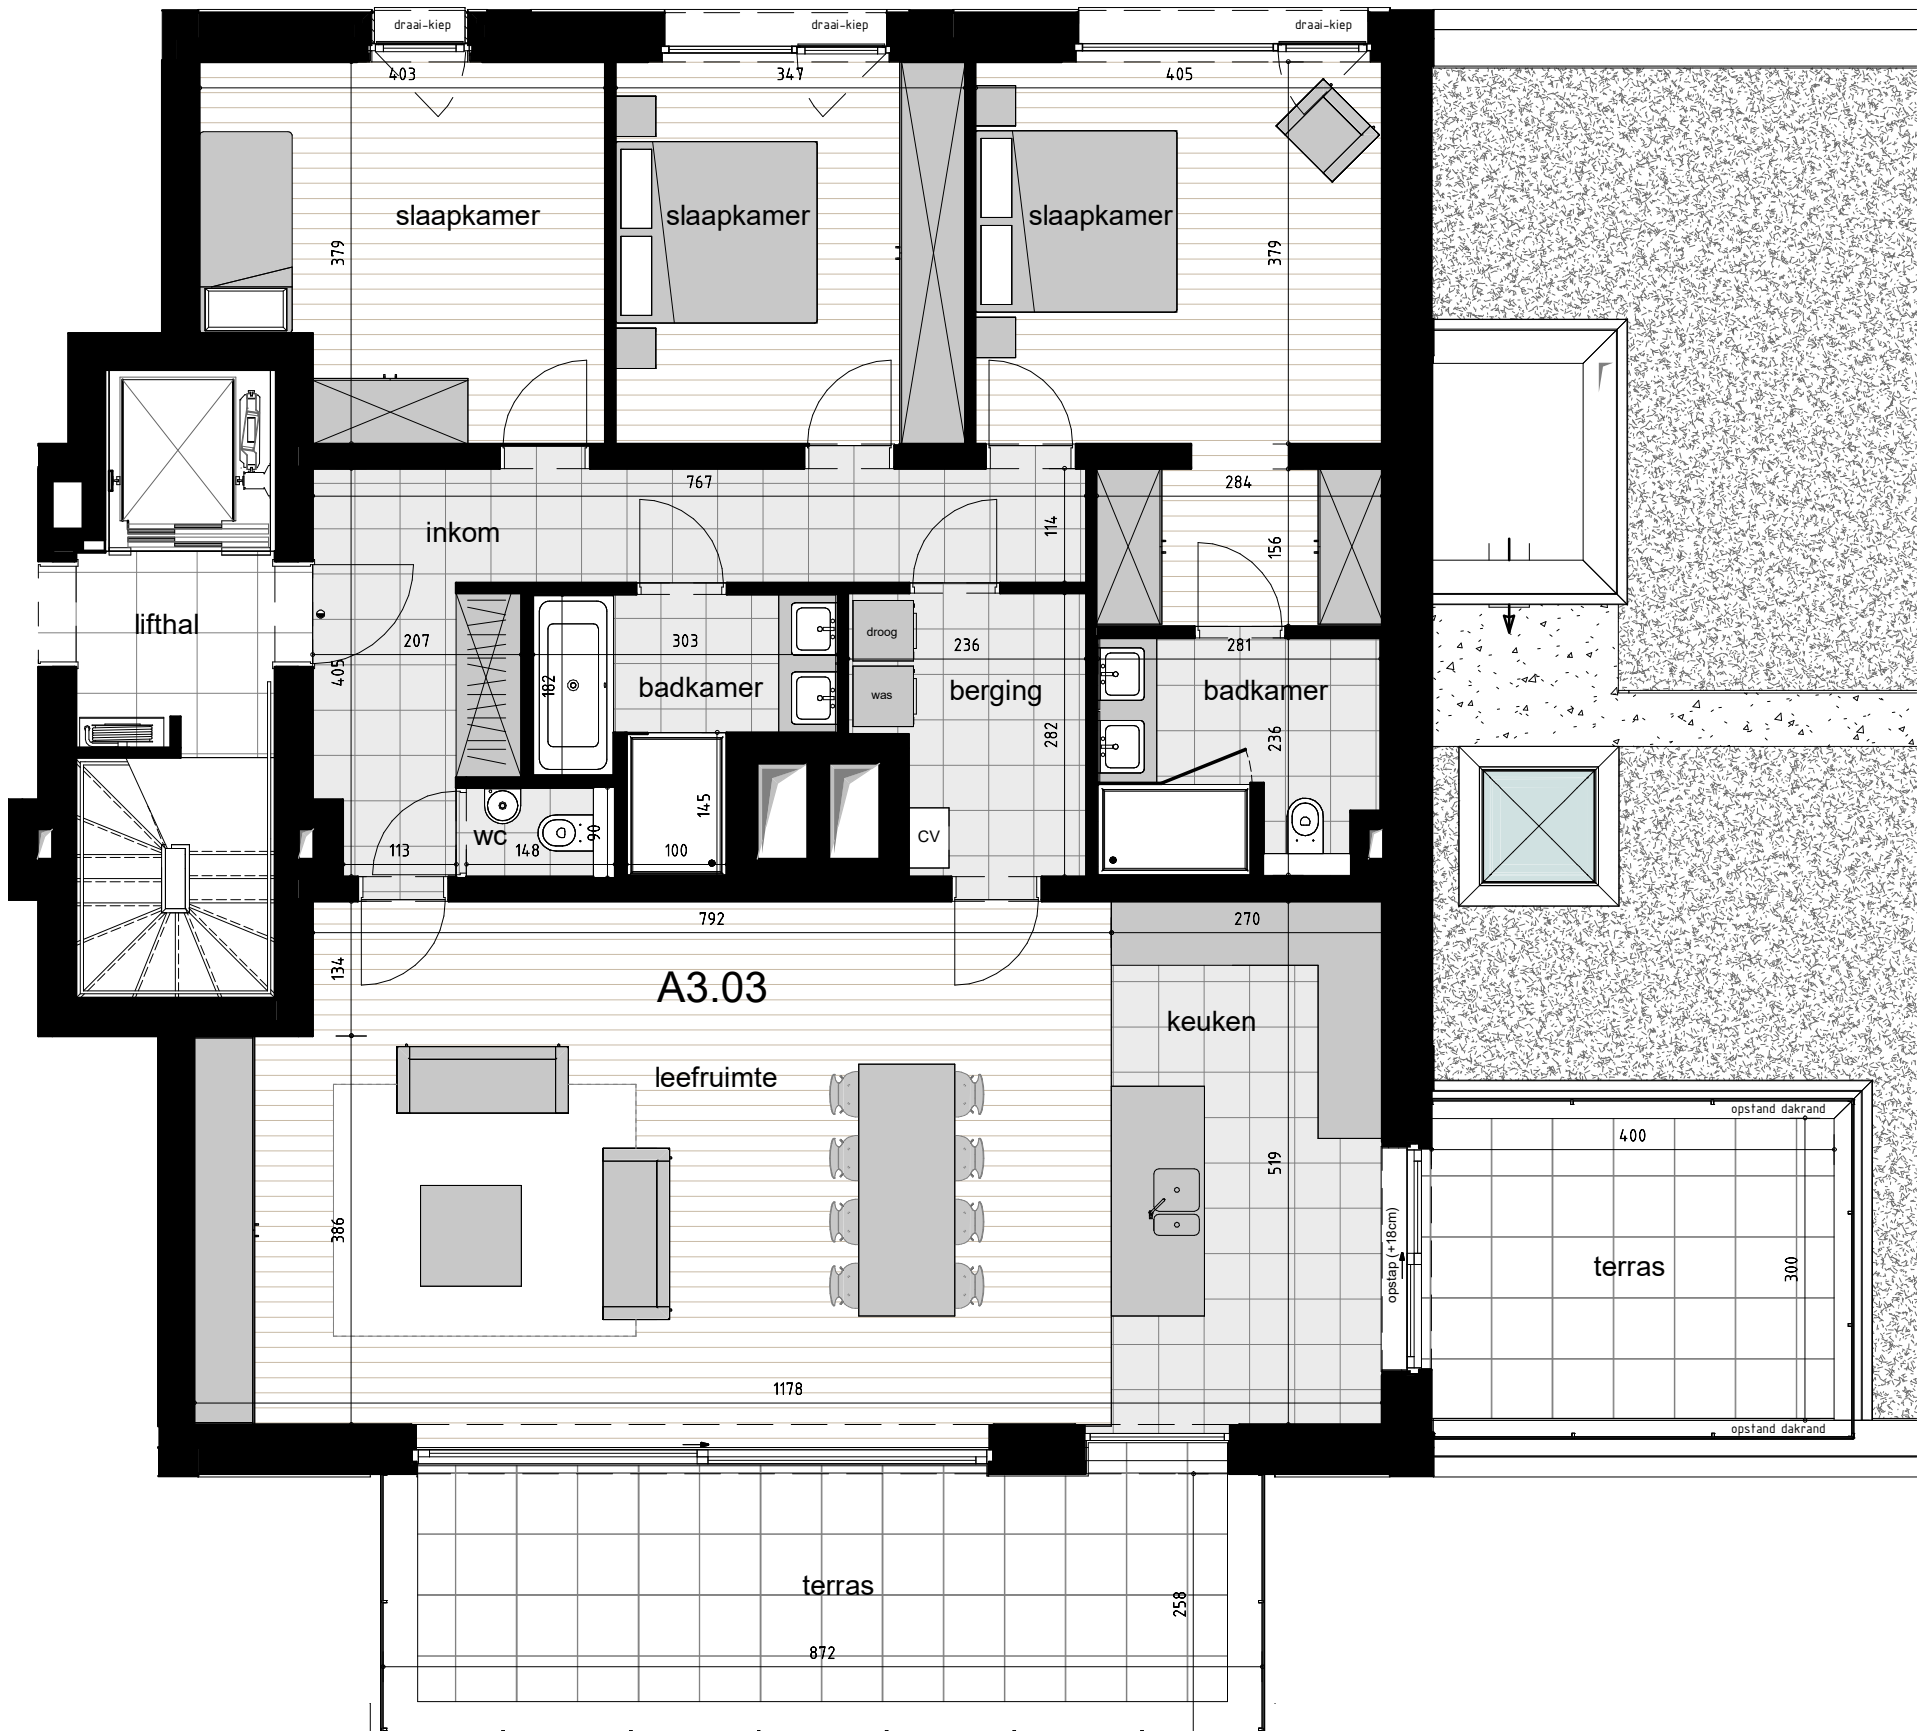 draai-kiep
draai-kiep
draai-kiep
403
347
405
slaapkamer
slaapkamer
slaapkamer
379
379
767
284
inkom
114
156
lifthal
207
405
303
182
badkamer
droog
was
236
berging
282
281
badkamer
236
wc
90
148
113
145
100
CV
792
270
134
A3.03
keuken
leefruimte
opstand dakrand
400
519
386
opstap (+18cm)
terras
300
1178
opstand dakrand
terras
258
872